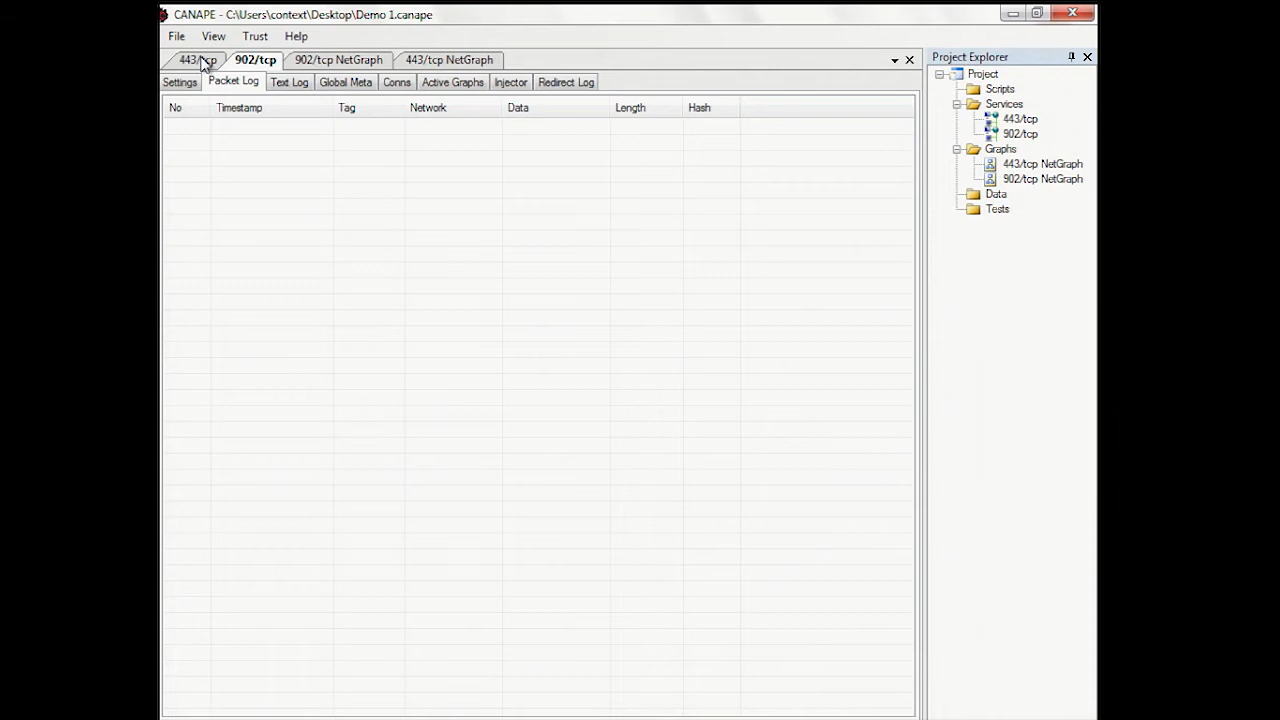 CANAPE - C:\Users\context\Desktop\Demo 1.canape
File View Trust Help
443/tcp 902/tcp 902/tcp NetGraph 443/tcp NetGraph
Settings Packet Log Text Log Global Meta Conns Active Graphs Injector Redirect Log
No Timestamp Tag Network Data Length Hash
Project Explorer
Project
Scripts
Services
443/tcp
902/tcp
Graphs
443/tcp NetGraph
902/tcp NetGraph
Data
Tests